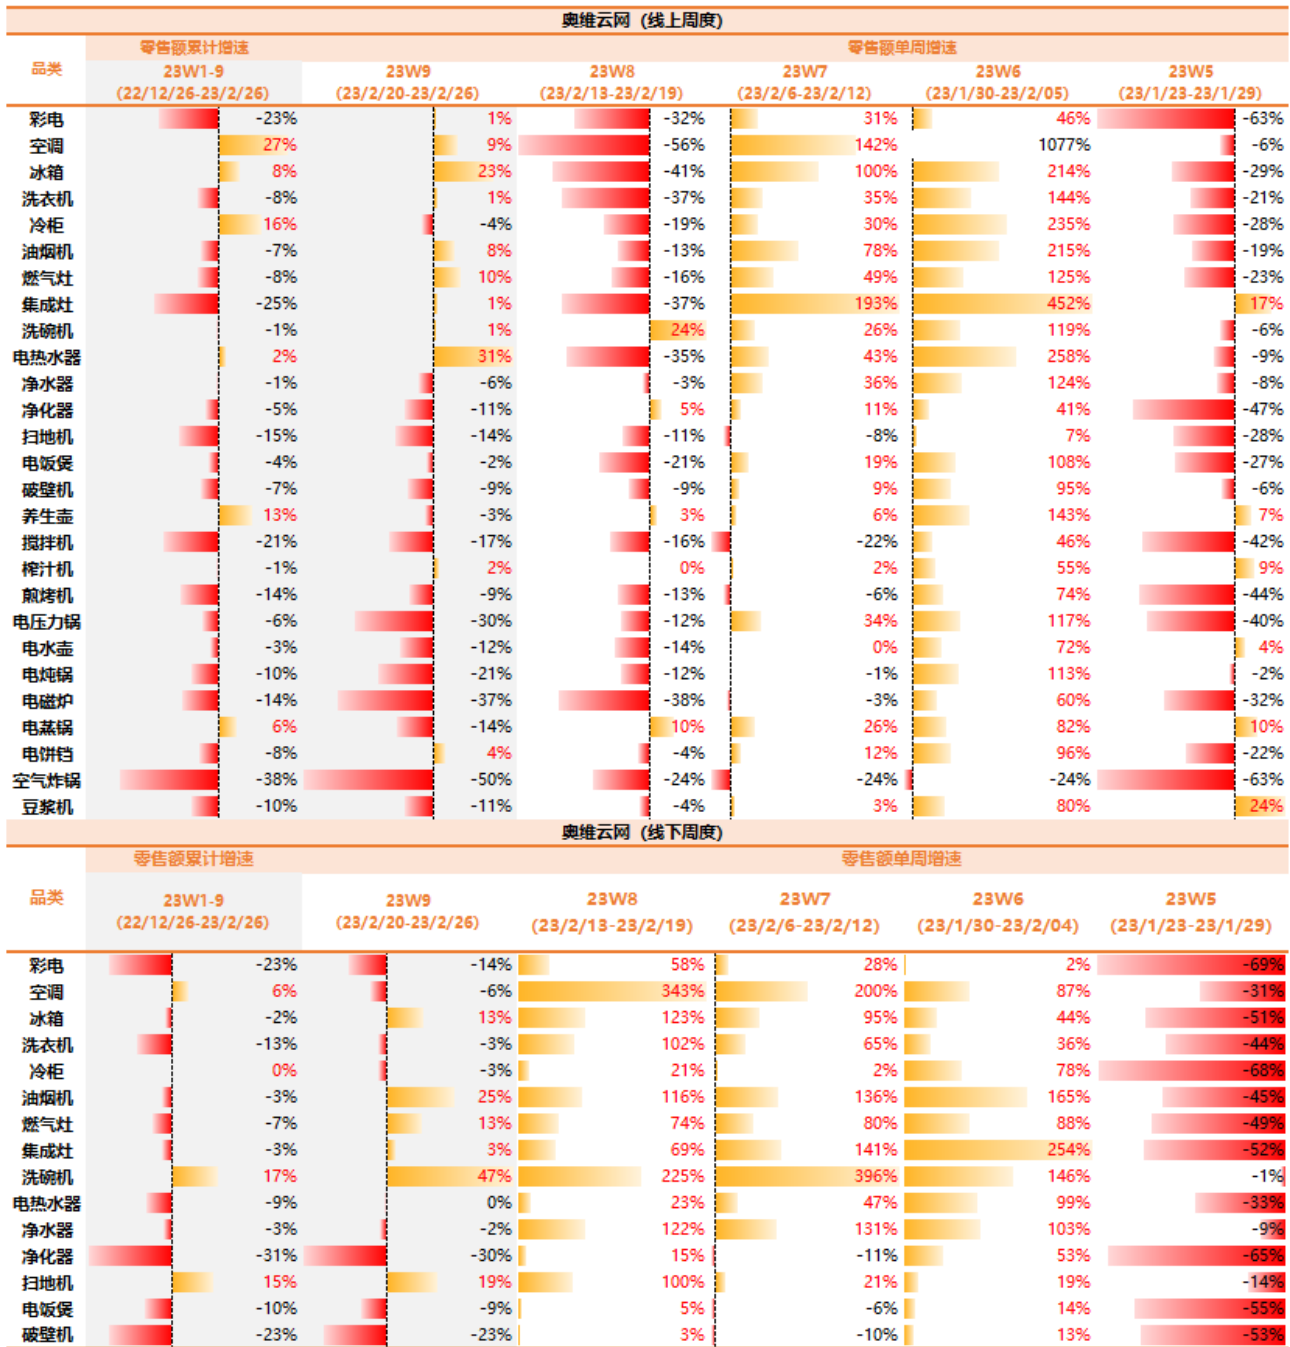 奥维云网（线上周度）
品类 零售额累计增速 零售额单周增速
23W1-9 23W9 23W8 23W7 23W6 23W5
(22/12/26-23/2/26) (23/2/20-23/2/26) (23/2/13-23/2/19) (23/2/6-23/2/12) (23/1/30-23/2/05) (23/1/23-23/1/29)
彩电 -23% 1% -32% 31% 46% -63%
空调 27% 9% -56% 142% 1077% -6%
冰箱 8% 23% -41% 100% 214% -29%
洗衣机 -8% 1% -37% 35% 144% -21%
冷柜 16% -4% -19% 30% 235% -28%
油烟机 -7% 8% -13% 78% 215% -19%
燃气灶 -8% 10% -16% 49% 125% -23%
集成灶 -25% 1% -37% 193% 452% 17%
洗碗机 -1% 1% 24% 26% 119% -6%
电热水器 2% 31% -35% 43% 258% -9%
净水器 -1% -6% -3% 36% 124% -8%
净化器 -5% -11% 5% 11% 41% -47%
扫地机 -15% -14% -11% -8% 7% -28%
电饭煲 -4% -2% -21% 19% 108% -27%
破壁机 -7% -9% -9% 9% 95% -6%
养生壶 13% -3% 3% 6% 143% 7%
搅拌机 -21% -17% -16% -22% 46% -42%
榨汁机 -1% 2% 0% 2% 55% 9%
煎烤机 -14% -9% -13% -6% 74% -44%
电压力锅 -6% -30% -12% 34% 117% -40%
电水壶 -3% -12% -14% 0% 72% 4%
电炖锅 -10% -21% -12% -1% 113% -2%
电磁炉 -14% -37% -38% -3% 60% -32%
电蒸锅 6% -14% 10% 26% 82% 10%
电饼铛 -8% 4% -4% 12% 96% -22%
空气炸锅 -38% -50% -24% -24% -24% -63%
豆浆机 -10% -11% -4% 3% 80% 24%
奥维云网（线下周度）
品类 零售额累计增速 零售额单周增速
23W1-9 23W9 23W8 23W7 23W6 23W5
(22/12/26-23/2/26) (23/2/20-23/2/26) (23/2/13-23/2/19) (23/2/6-23/2/12) (23/1/30-23/2/04) (23/1/23-23/1/29)
彩电 -23% -14% 58% 28% 2% -69%
空调 6% -6% 343% 200% 87% -31%
冰箱 -2% 13% 123% 95% 44% -51%
洗衣机 -13% -3% 102% 65% 36% -44%
冷柜 0% -3% 21% 2% 78% -68%
油烟机 -3% 25% 116% 136% 165% -45%
燃气灶 -7% 13% 74% 80% 88% -49%
集成灶 -3% 3% 69% 141% 254% -52%
洗碗机 17% 47% 225% 396% 146% -1%
电热水器 -9% 0% 23% 47% 99% -33%
净水器 -3% -2% 122% 131% 103% -9%
净化器 -31% -30% 15% -11% 53% -65%
扫地机 15% 19% 100% 21% 19% -14%
电饭煲 -10% -9% 5% -6% 14% -55%
破壁机 -23% -23% 3% -10% 13% -53%